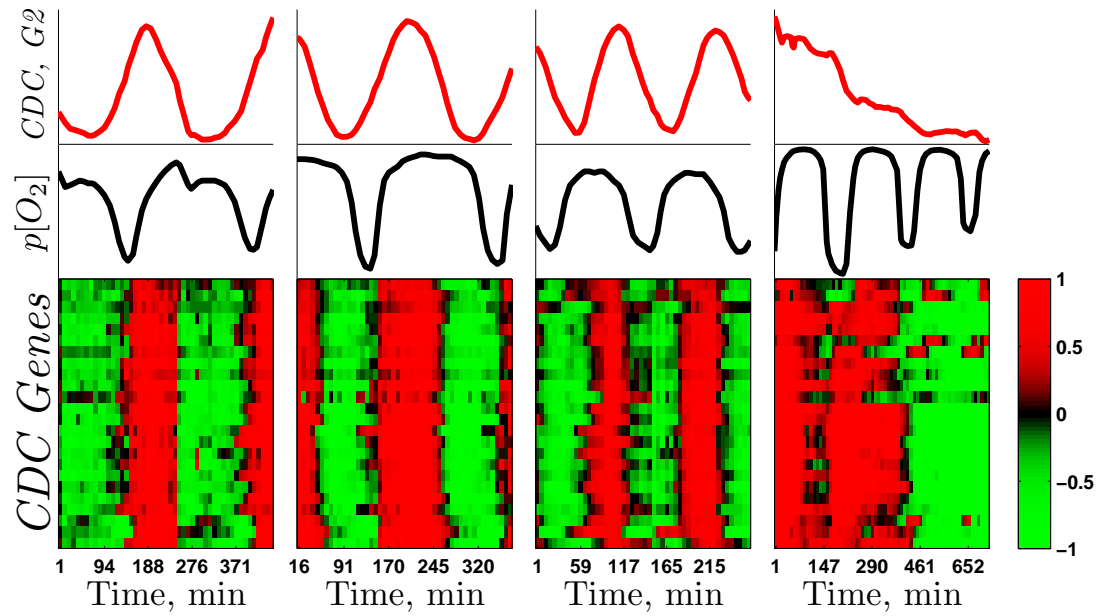 CDC, G2
p[O₂]
CDC Genes
1
0.5
0
−0.5
−1
1 94 188 276 371
16 91 170 245 320
1 59 117 165 215
1 147 290 461 652
Time, min
Time, min
Time, min
Time, min